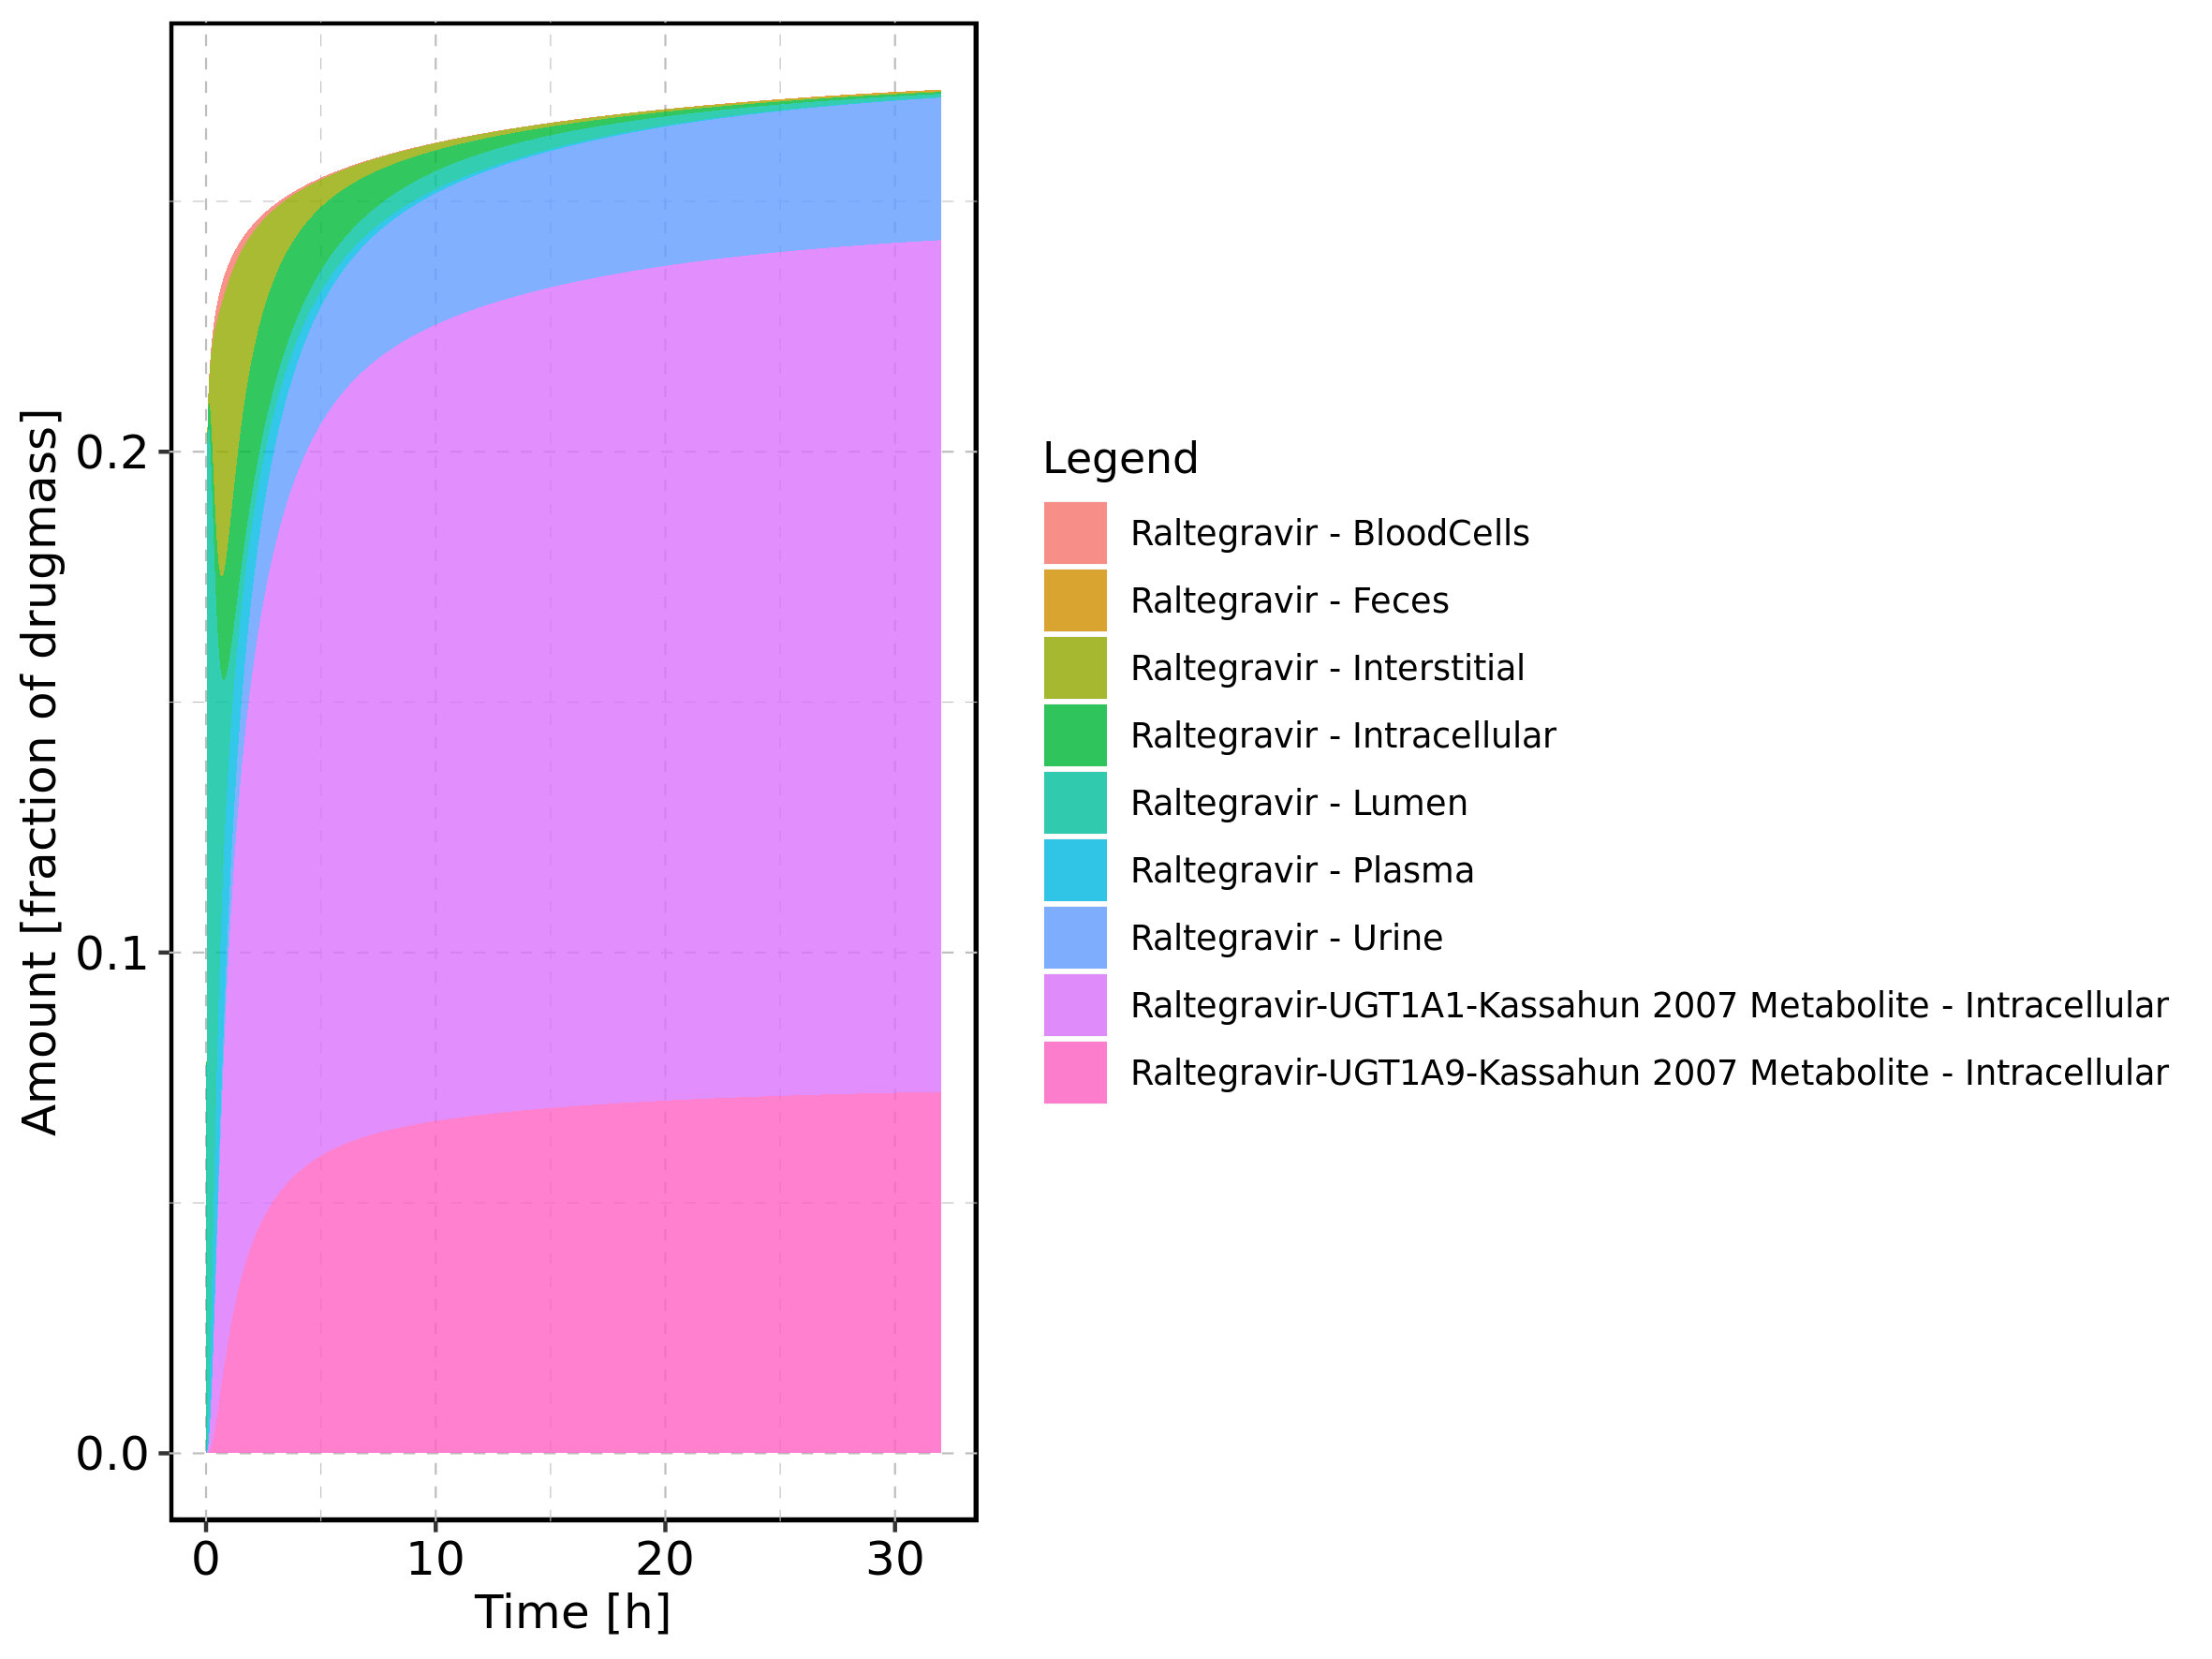 Amount [fraction of drugmass]
0.2
0.1
0.0
0 10 20 30
Time [h]
Legend
Raltegravir - BloodCells
Raltegravir - Feces
Raltegravir - Interstitial
Raltegravir - Intracellular
Raltegravir - Lumen
Raltegravir - Plasma
Raltegravir - Urine
Raltegravir-UGT1A1-Kassahun 2007 Metabolite - Intracellular
Raltegravir-UGT1A9-Kassahun 2007 Metabolite - Intracellular